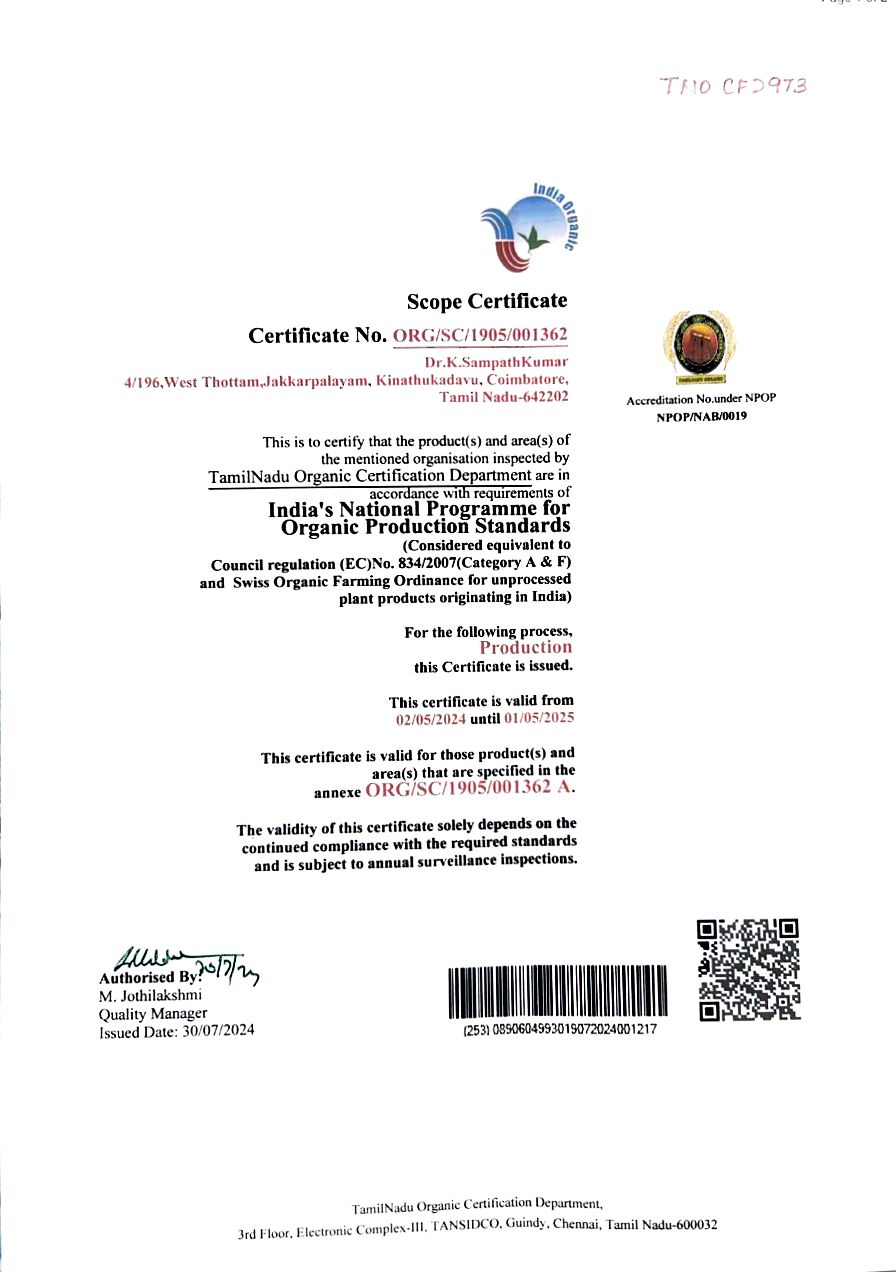 TNO CFD973
India Organic
Scope Certificate
Certificate No. ORG/SC/1905/001362
Dr.K.SampathKumar
4/196,West Thottam,Jakkarpalayam, Kinathukadavu, Coimbatore,
Tamil Nadu-642202
Accreditation No.under NPOP
NPOP/NAB/0019
This is to certify that the product(s) and area(s) of
the mentioned organisation inspected by
TamilNadu Organic Certification Department are in
accordance with requirements of
India's National Programme for
Organic Production Standards
(Considered equivalent to
Council regulation (EC)No. 834/2007(Category A & F)
and Swiss Organic Farming Ordinance for unprocessed
plant products originating in India)
For the following process,
Production
this Certificate is issued.
This certificate is valid from
02/05/2024 until 01/05/2025
This certificate is valid for those product(s) and
area(s) that are specified in the
annexe ORG/SC/1905/001362 A.
The validity of this certificate solely depends on the
continued compliance with the required standards
and is subject to annual surveillance inspections.
Authorised By:
M. Jothilakshmi
Quality Manager
Issued Date: 30/07/2024
(253) 0890604993019072024001217
TamilNadu Organic Certification Department,
3rd Floor, Electronic Complex-III, TANSIDCO, Guindy, Chennai, Tamil Nadu-600032